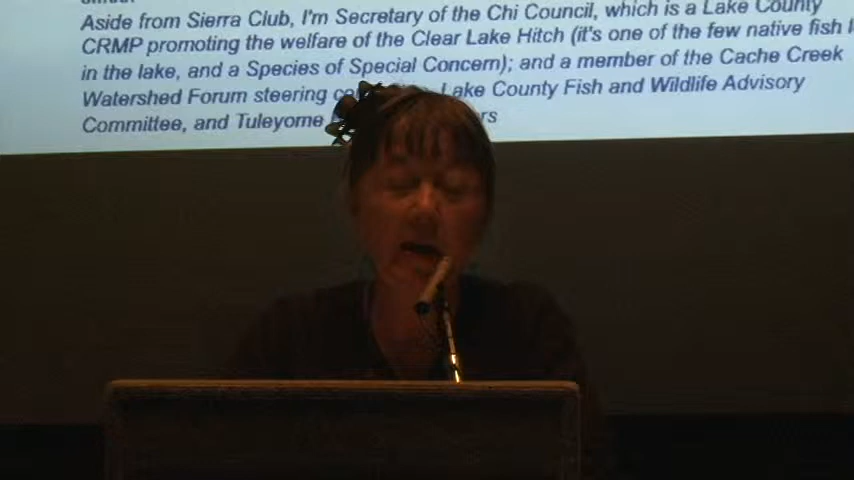 Aside from Sierra Club, I'm Secretary of the Chi Council, which is a Lake County
CRMP promoting the welfare of the Clear Lake Hitch (it's one of the few native fish
in the lake, and a Species of Special Concern); and a member of the Cache Creek
Watershed Forum steering Lake County Fish and Wildlife Advisory
Committee, and Tuleyome